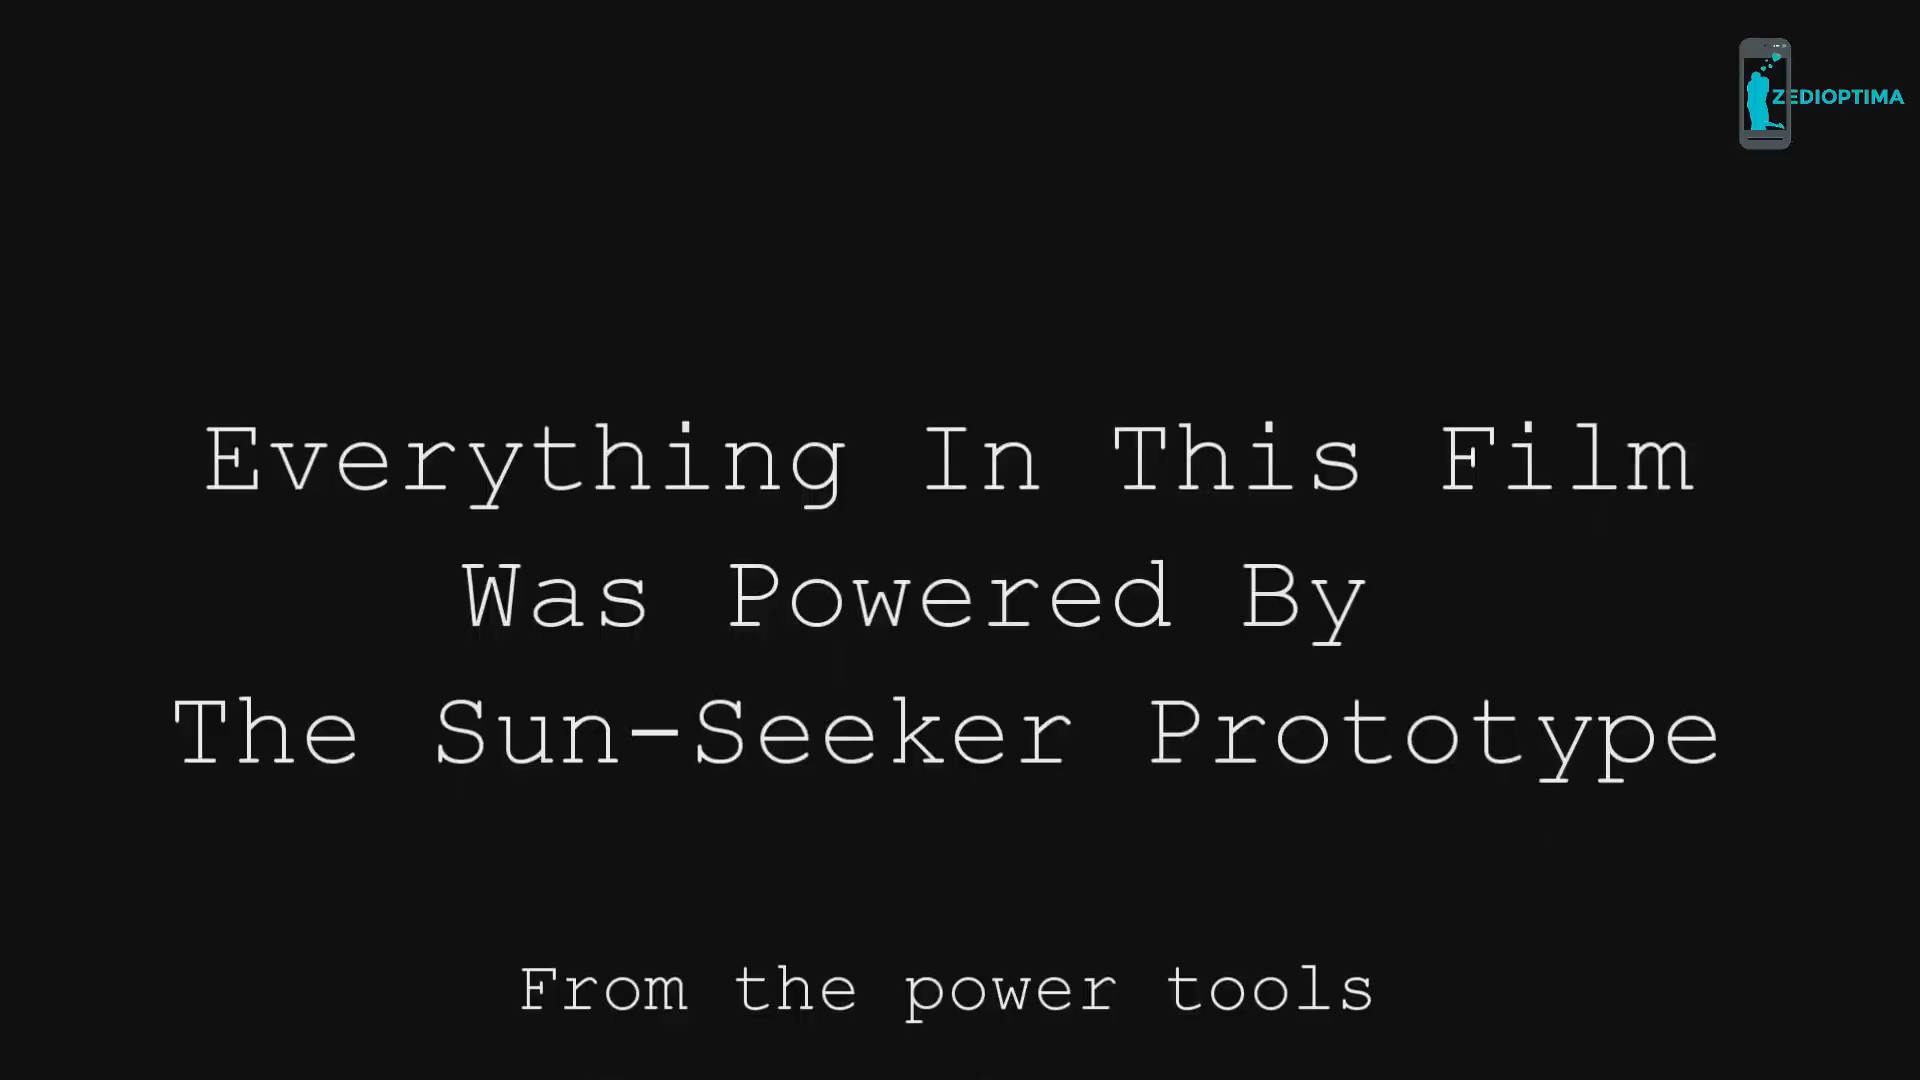 ZEDIOPTIMA
Everything In This Film
Was Powered By
The Sun-Seeker Prototype
From the power tools